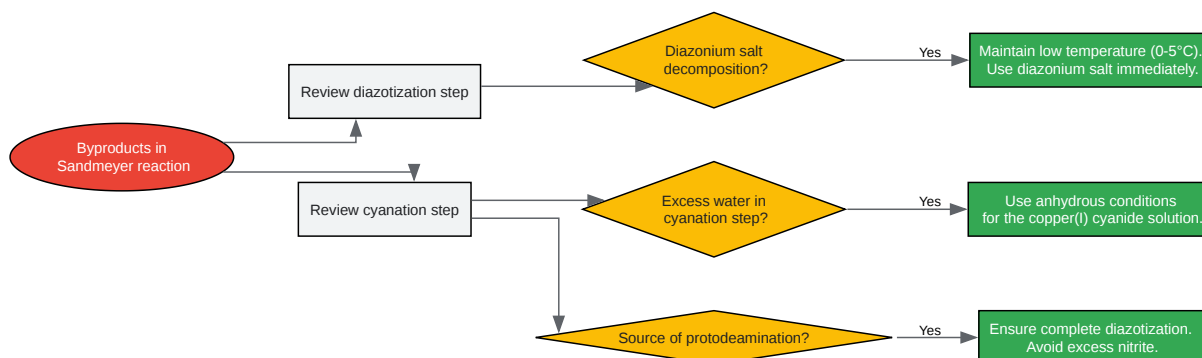 Byproducts in
Sandmeyer reaction
Review diazotization step
Diazonium salt
decomposition?
Yes
Maintain low temperature (0-5°C).
Use diazonium salt immediately.
Review cyanation step
Excess water in
cyanation step?
Yes
Use anhydrous conditions
for the copper(I) cyanide solution.
Source of protodeamination?
Yes
Ensure complete diazotization.
Avoid excess nitrite.